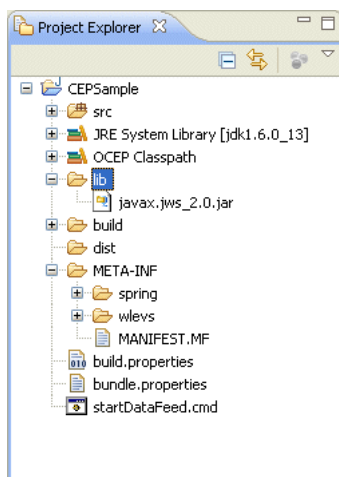 Project Explorer
CEPSample
src
JRE System Library [jdk1.6.0_13]
OCEP Classpath
lib
javax.jws_2.0.jar
build
dist
META-INF
spring
wlevs
MANIFEST.MF
build.properties
bundle.properties
startDataFeed.cmd